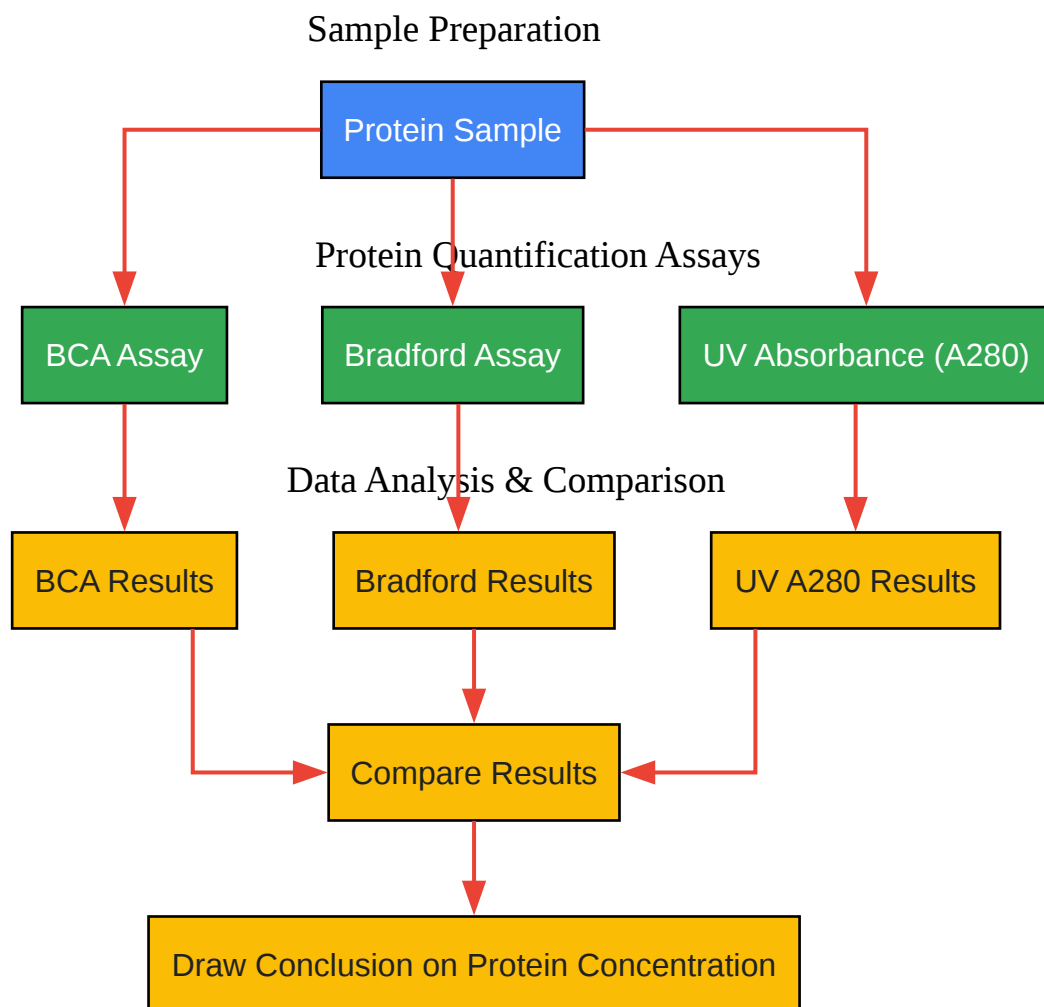 Sample Preparation
Protein Sample
Protein Quantification Assays
BCA Assay
Bradford Assay
UV Absorbance (A280)
Data Analysis & Comparison
BCA Results
Bradford Results
UV A280 Results
Compare Results
Draw Conclusion on Protein Concentration